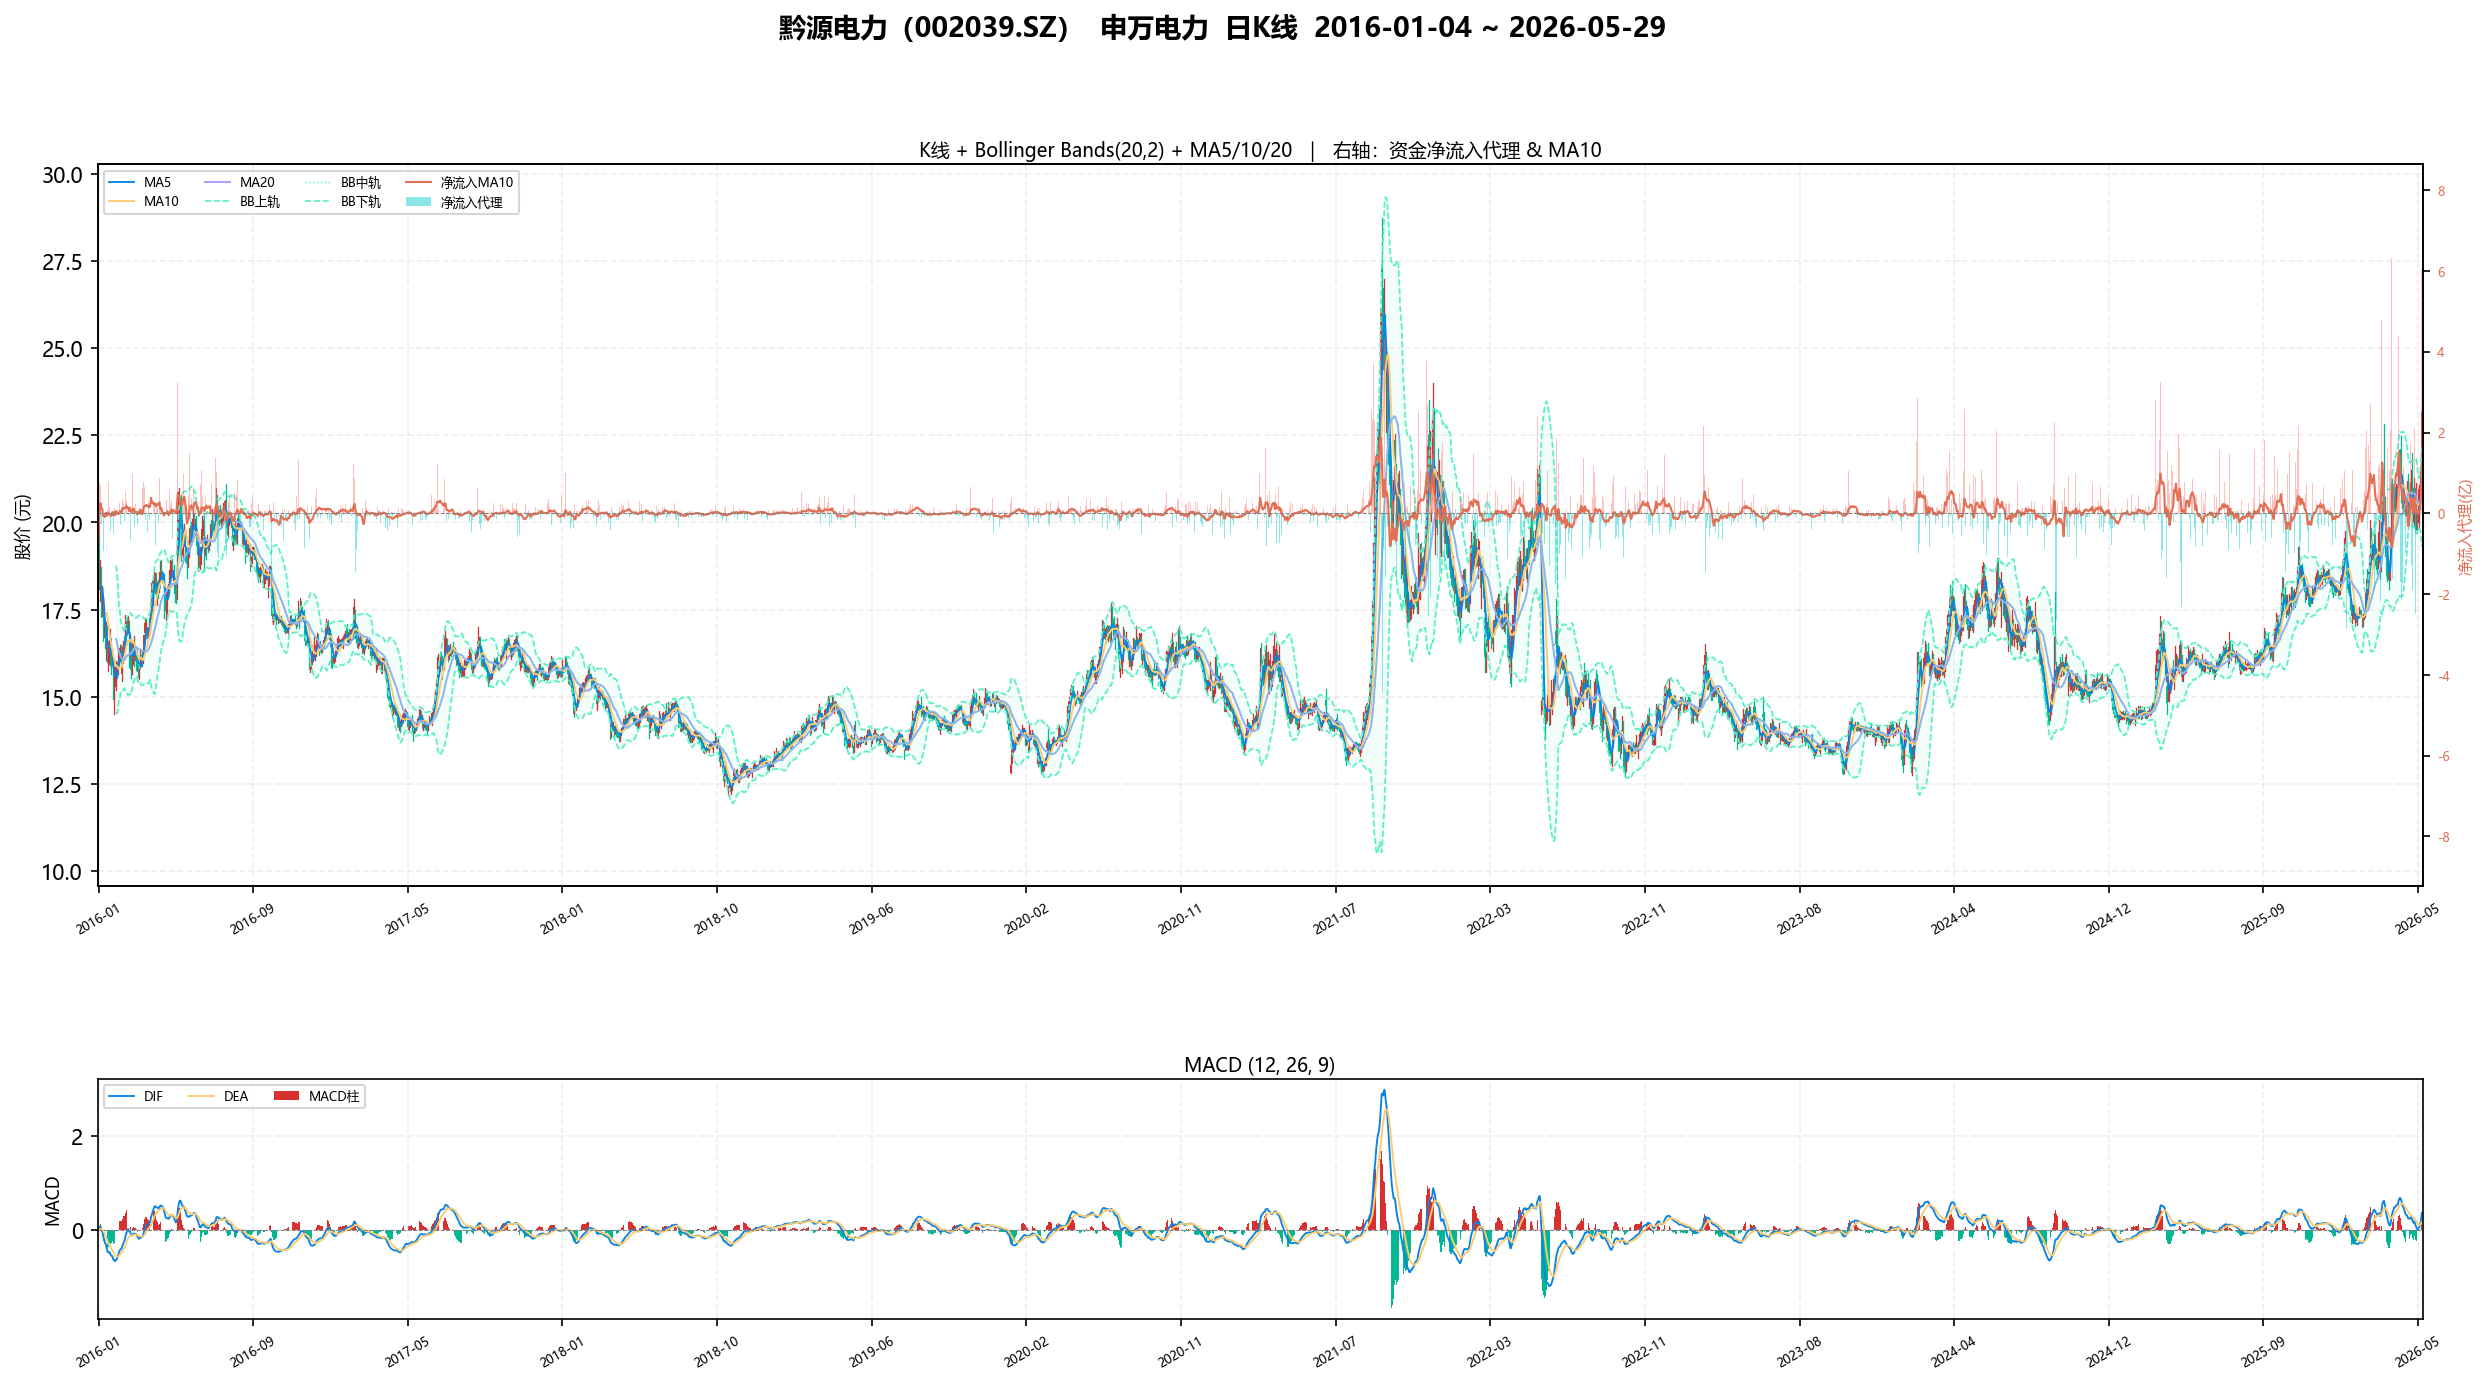 黔源电力（002039.SZ） 申万电力 日K线 2016-01-04 ~ 2026-05-29
K线 + Bollinger Bands(20,2) + MA5/10/20 | 右轴：资金净流入代理 & MA10
MA5 MA20 BB中轨 净流入MA10
MA10 BB上轨 BB下轨 净流入代理
30.0
27.5
25.0
22.5
20.0
17.5
15.0
12.5
10.0
股价 (元)
8
6
4
2
0
-2
-4
-6
-8
净流入代理(亿)
2016-01 2016-09 2017-05 2018-01 2018-10 2019-06 2020-02 2020-11 2021-07 2022-03 2022-11 2023-08 2024-04 2024-12 2025-09 2026-05
MACD (12, 26, 9)
DIF DEA MACD柱
2
0
MACD
2016-01 2016-09 2017-05 2018-01 2018-10 2019-06 2020-02 2020-11 2021-07 2022-03 2022-11 2023-08 2024-04 2024-12 2025-09 2026-05